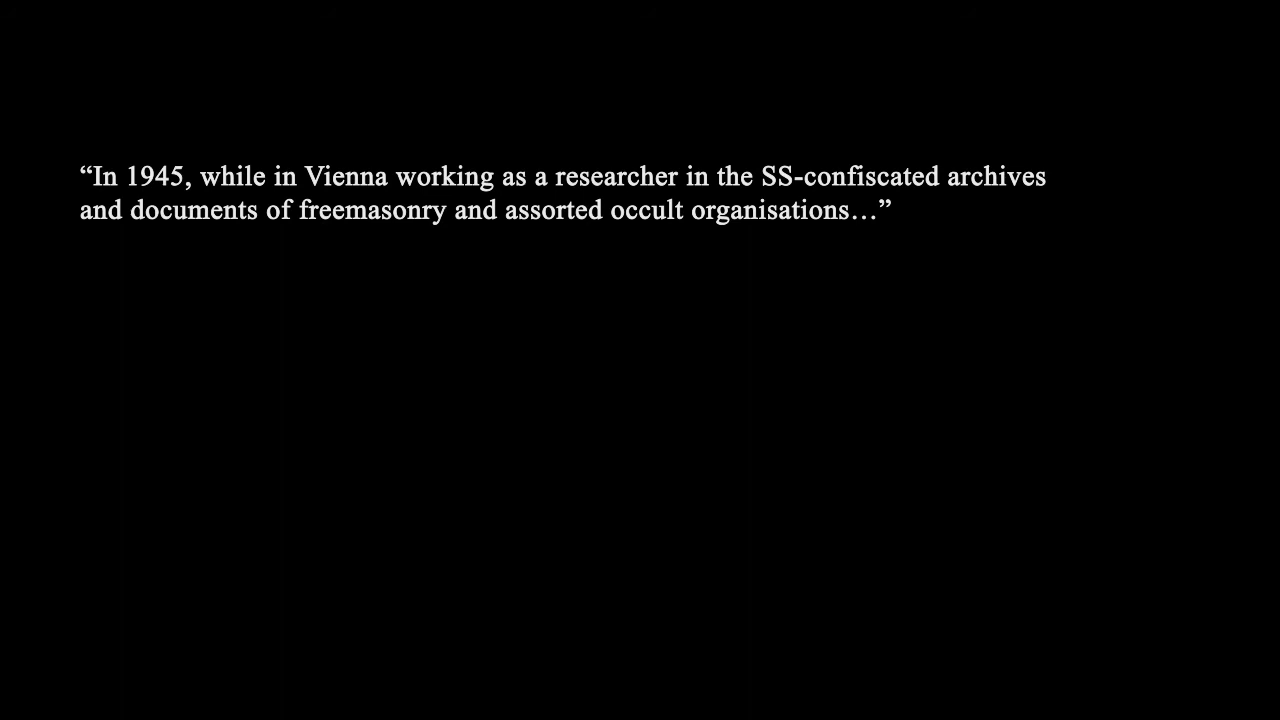 “In 1945, while in Vienna working as a researcher in the SS-confiscated archives
and documents of freemasonry and assorted occult organisations…”